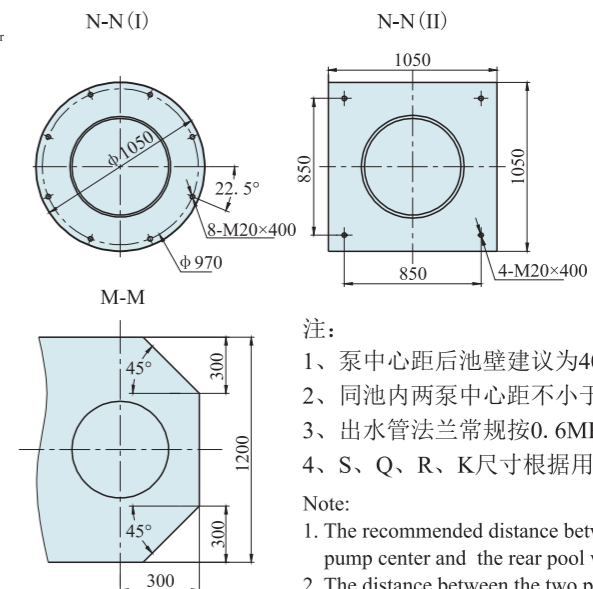 r
N-N(I)
N-N(II)
1050
ϕ1050
22. 5°
8-M20×400
ϕ970
850
1050
850
4-M20×400
M-M
45°
300
1200
45°
300
300
注：
1、泵中心距后池壁建议为
2、同池内两泵中心距不小于
3、出水管法兰常规按0. 6M
4、S、Q、R、K尺寸根据用
Note:
1. The recommended distance
pump center and the rear pool
2. The distance between the two